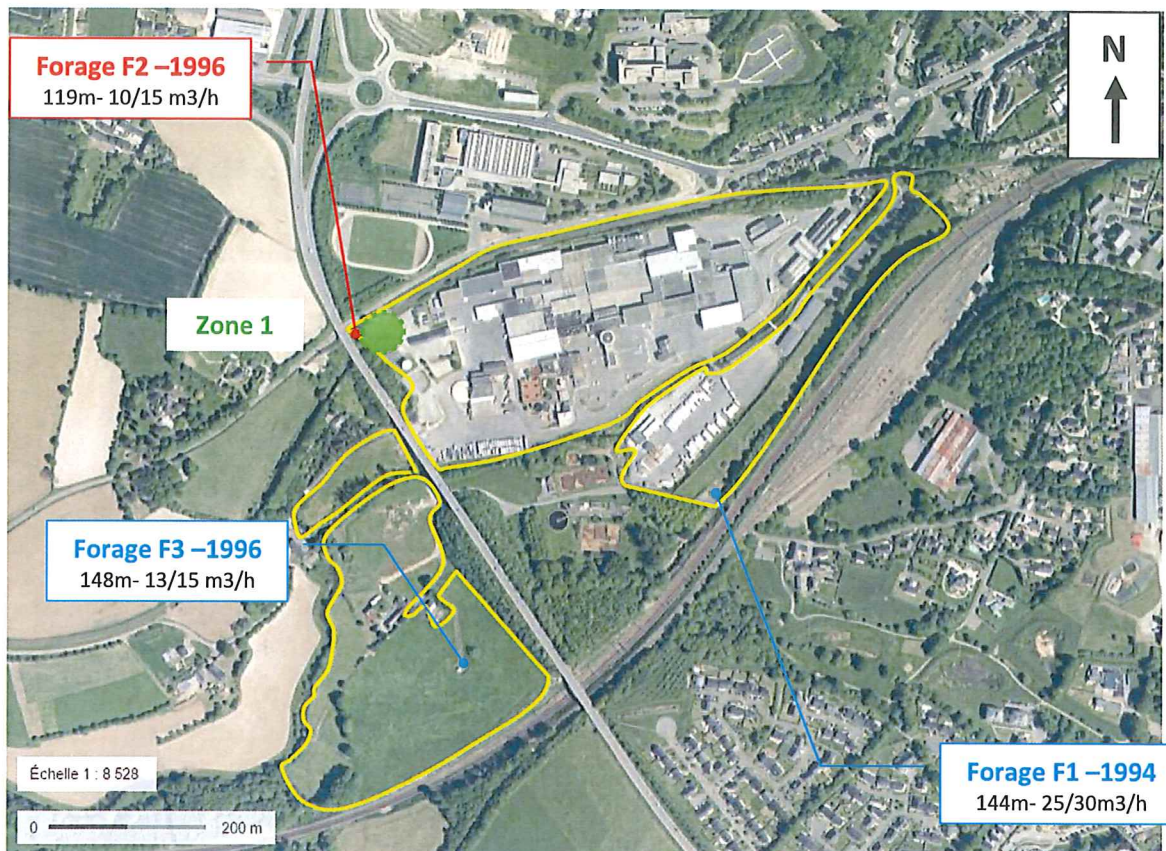 Forage F2 –1996
119m- 10/15 m3/h
N
Zone 1
Forage F3 –1996
148m- 13/15 m3/h
Échelle 1 : 8 528
0 200 m
Forage F1 –1994
144m- 25/30m3/h